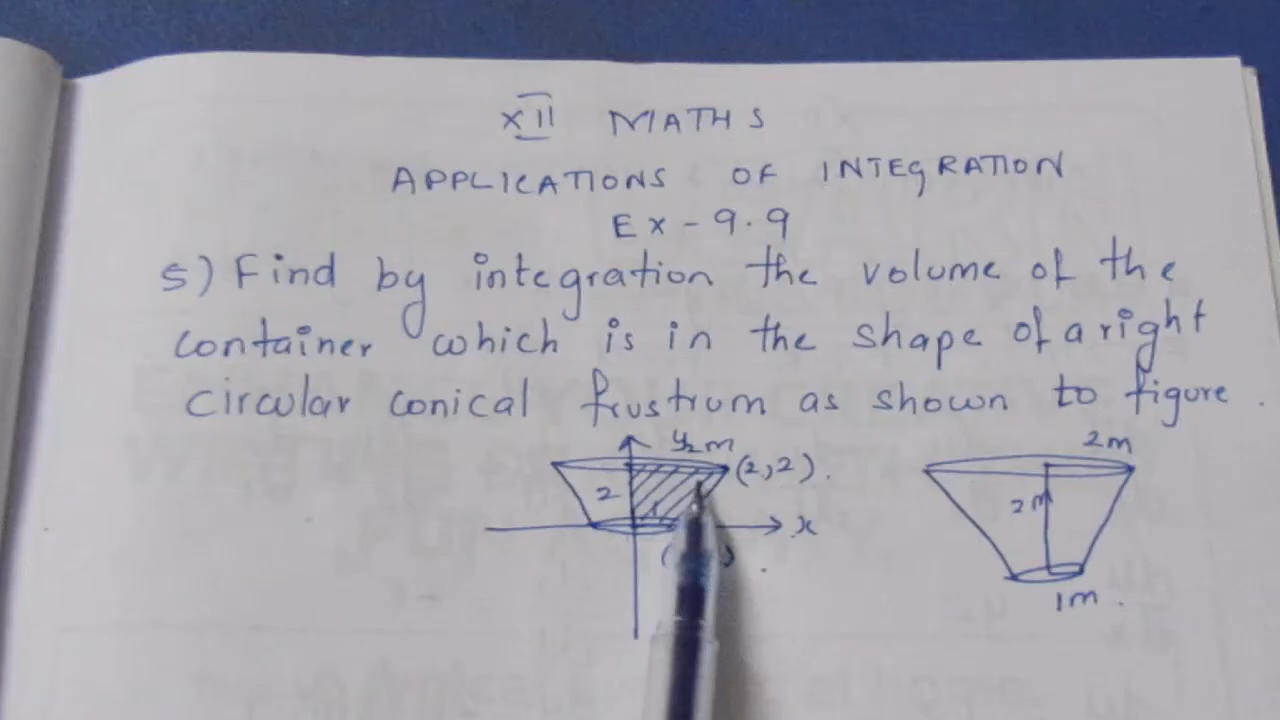 XII MATHS
APPLICATIONS OF INTEGRATION
Ex - 9.9
5) Find by integration the volume of the
container which is in the shape of a right
circular conical frustrum as shown to figure.
y 2m
(2,2).
2
x
2m
2m
1m.